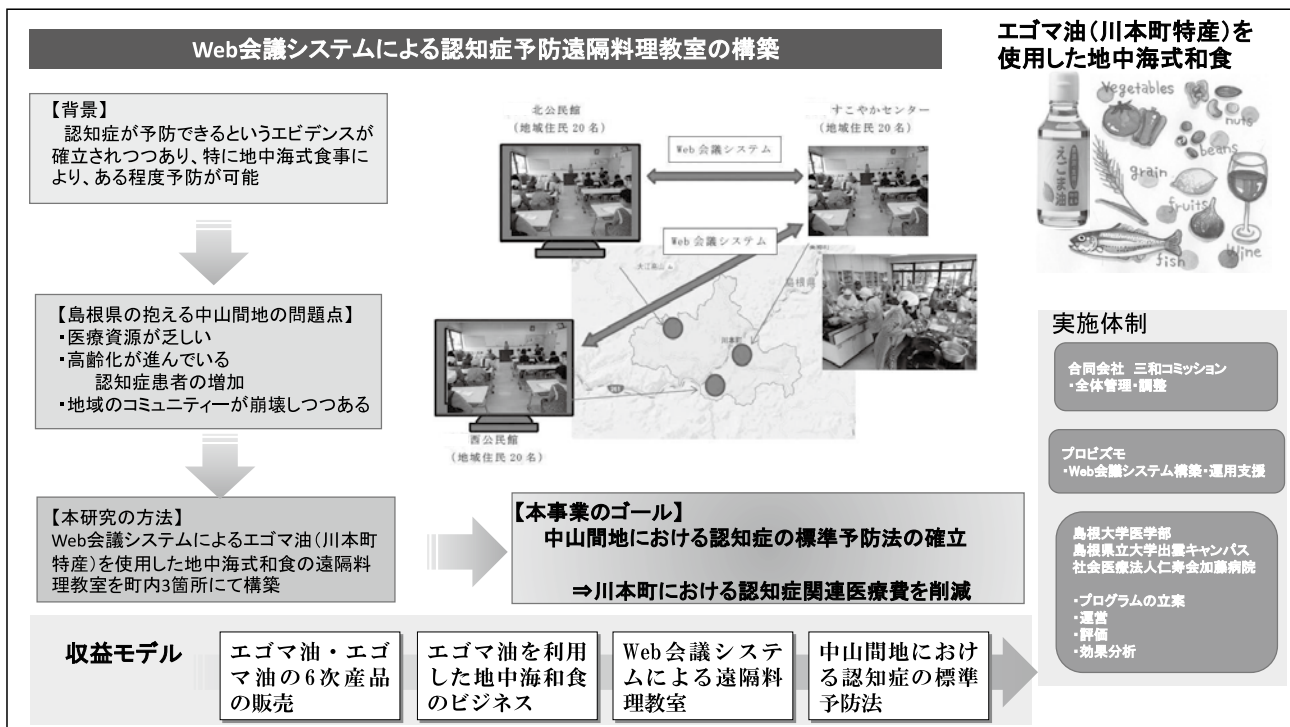 Web会議システムによる認知症予防遠隔料理教室の構築
エゴマ油（川本町特産）を
使用した地中海式和食
【背景】
認知症が予防できるというエビデンスが
確立されつつあり、特に地中海式食事に
より、ある程度予防が可能
【島根県の抱える中山間地の問題点】
・医療資源が乏しい
・高齢化が進んでいる
認知症患者の増加
・地域のコミュニティーが崩壊しつつある
【本研究の方法】
Web会議システムによるエゴマ油（川本町
特産）を使用した地中海式和食の遠隔料
理教室を町内3箇所にて構築
北公民館
（地域住民20名）
すこやかセンター
（地域住民20名）
Web会議システム
Web会議システム
大江高山
島根県
川本町
261
西公民館
（地域住民20名）
vegetables
nuts
beans
grain
fruits
fish
wine
えごま油
【本事業のゴール】
中山間地における認知症の標準予防法の確立
⇒川本町における認知症関連医療費を削減
実施体制
合同会社　三和コミッション
・全体管理・調整
プロビズモ
・Web会議システム構築・運用支援
島根大学医学部
島根県立大学出雲キャンパス
社会医療法人仁寿会加藤病院
・プログラムの立案
・運営
・評価
・効果分析
収益モデル
エゴマ油・エゴ
マ油の6次産品
の販売
エゴマ油を利用
した地中海和食
のビジネス
Web会議システ
ムによる遠隔料
理教室
中山間地におけ
る認知症の標準
予防法